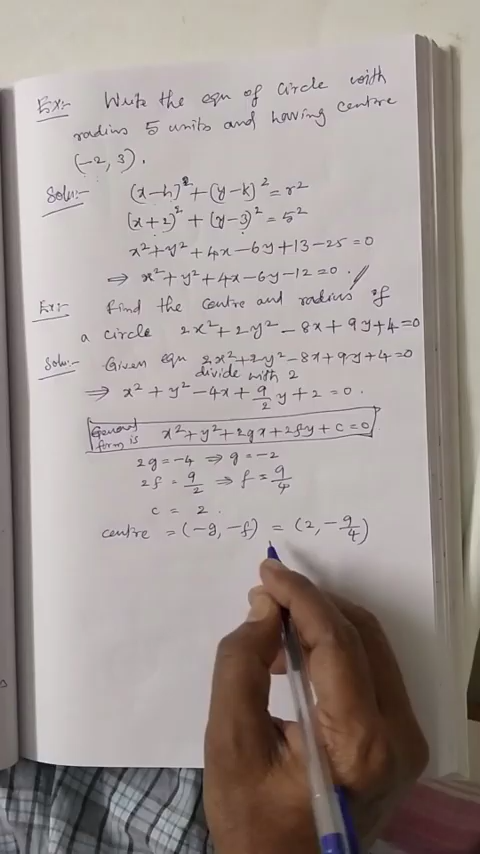 Ex:- Write the equn of circle with
radius 5 units and having centre
(-2, 3).
Soln:- (x-h)² + (y-k)² = r²
(x+2)² + (y-3)² = 5²
x² + y² + 4x - 6y + 13 - 25 = 0
⇒ x² + y² + 4x - 6y - 12 = 0.
Ex:- Find the centre and radius of
a circle 2x² + 2y² - 8x + 9y + 4 = 0
Soln:- Given equn 2x² + 2y² - 8x + 9y + 4 = 0
divide with 2
⇒ x² + y² - 4x + 9/2 y + 2 = 0.
General form is x² + y² + 2gx + 2fy + c = 0
2g = -4 ⇒ g = -2
2f = 9/2 ⇒ f = 9/4
c = 2.
centre = (-g, -f) = (2, -9/4)